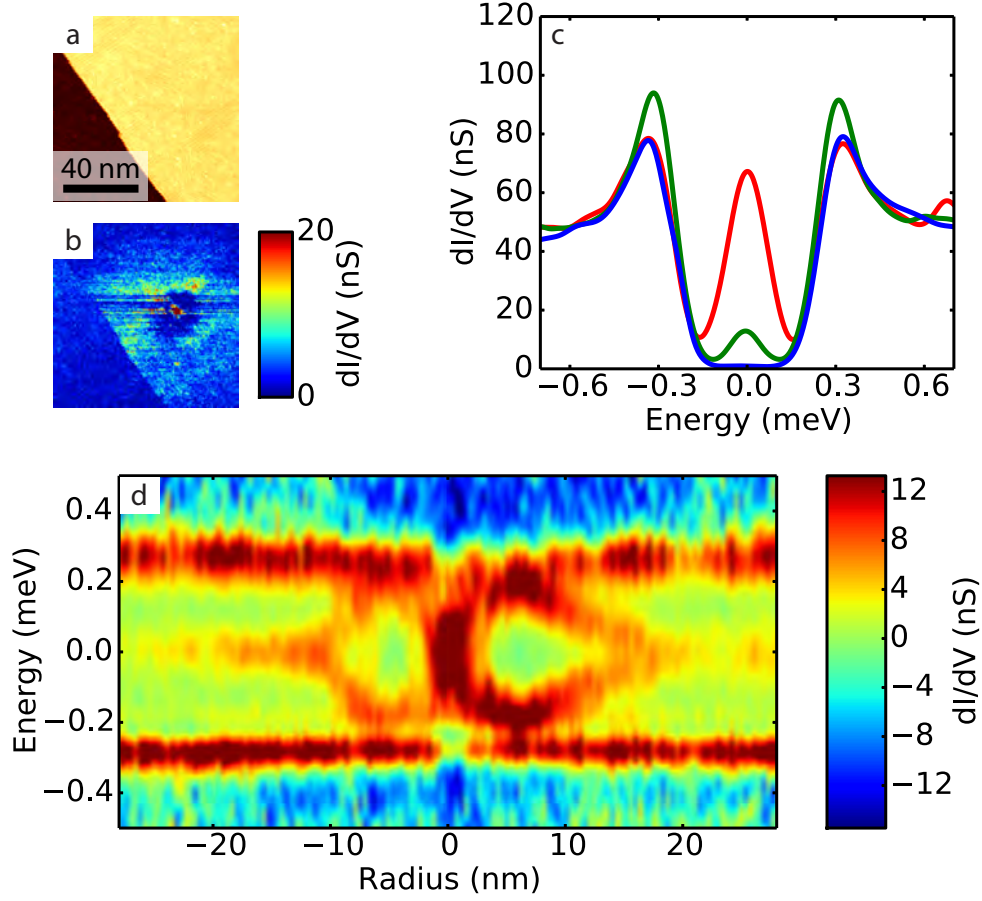 a
40 nm
b
20
0
dI/dV (nS)
c
120
100
80
60
40
20
0
dI/dV (nS)
−0.6
−0.3
0.0
0.3
0.6
Energy (meV)
d
0.4
0.2
0.0
−0.2
−0.4
Energy (meV)
−20
−10
0
10
20
Radius (nm)
12
8
4
0
−4
−8
−12
dI/dV (nS)